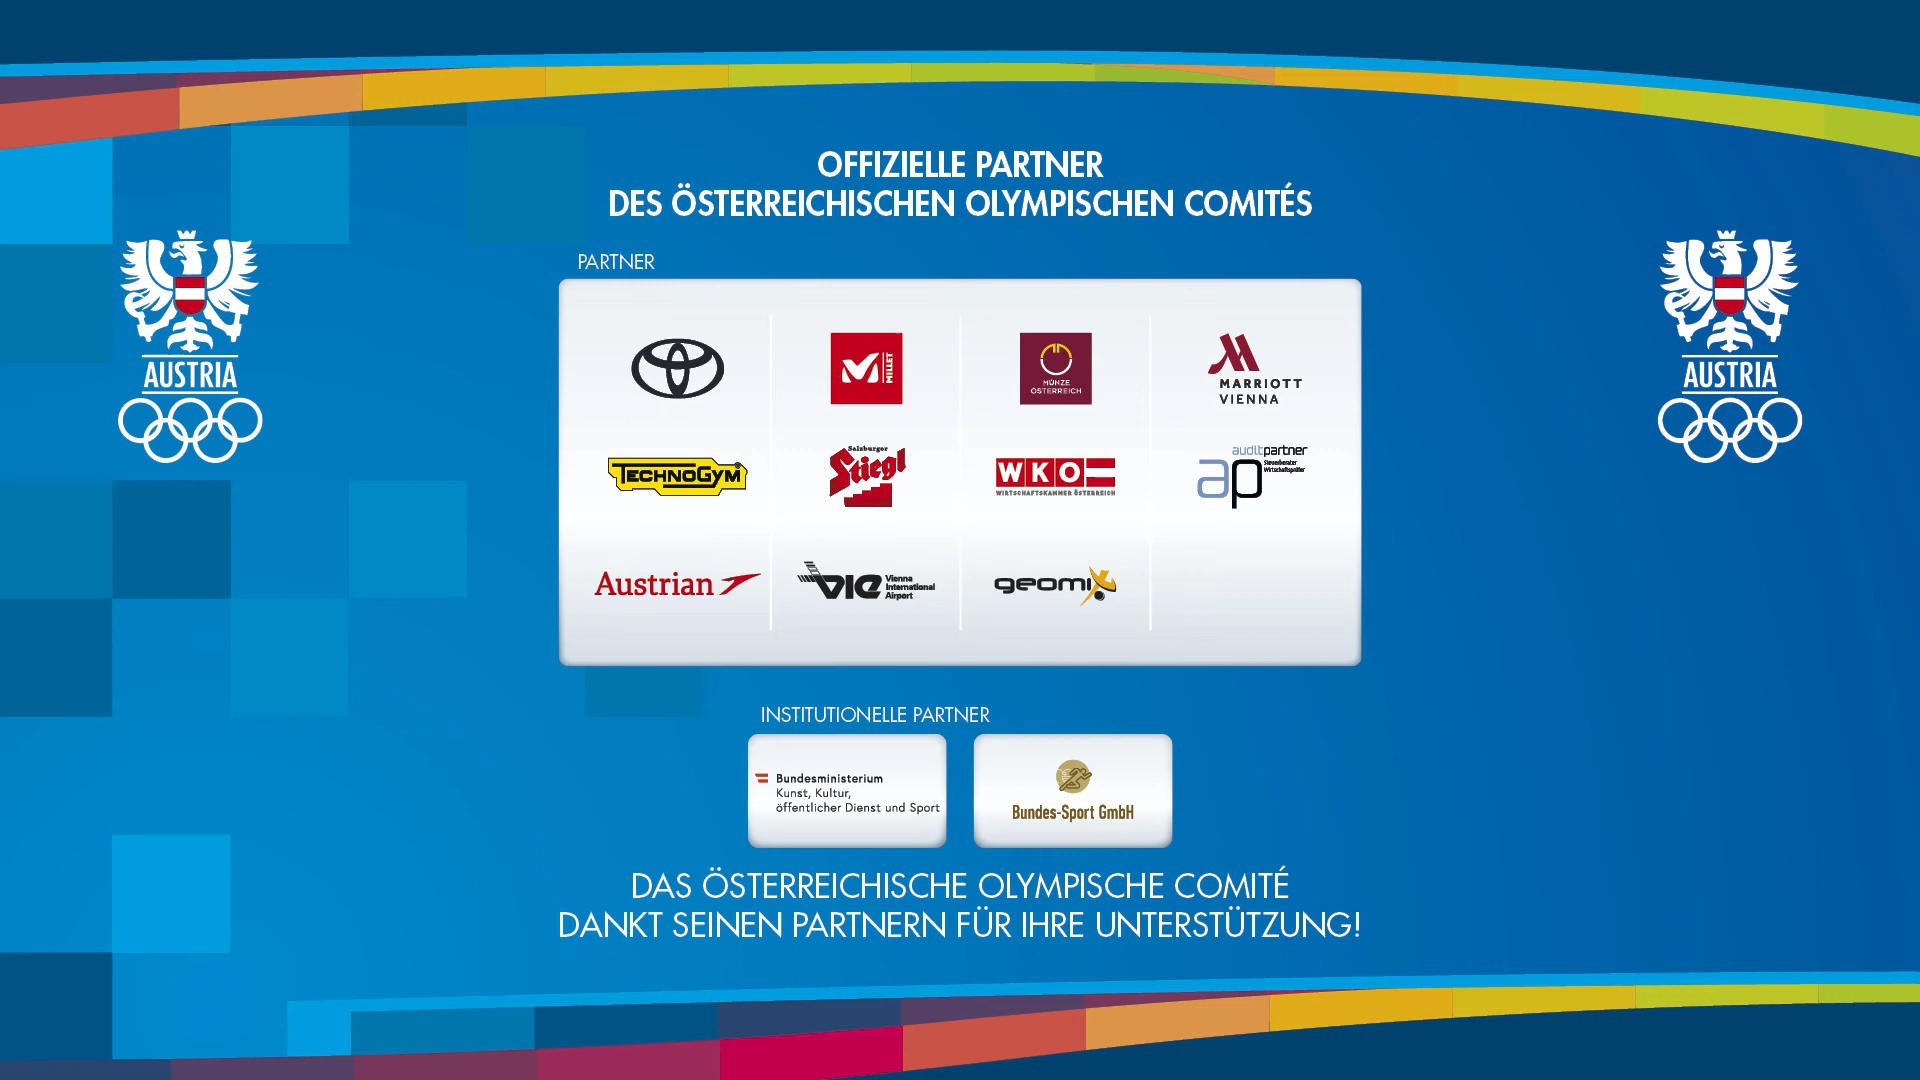 OFFIZIELLE PARTNER
DES ÖSTERREICHISCHEN OLYMPISCHEN COMITÉS
AUSTRIA
AUSTRIA
PARTNER
MILLET
MÜNZE
ÖSTERREICH
MARRIOTT
VIENNA
TECHNOGYM
Salzburger
Stiegl
WKO
WIRTSCHAFTSKAMMER ÖSTERREICH
auditpartner
ap
Steuerberater
Wirtschaftsprüfer
Austrian
VIE
Vienna
International
Airport
geomix
INSTITUTIONELLE PARTNER
Bundesministerium
Kunst, Kultur,
öffentlicher Dienst und Sport
Bundes-Sport GmbH
DAS ÖSTERREICHISCHE OLYMPISCHE COMITÉ
DANKT SEINEN PARTNERN FÜR IHRE UNTERSTÜTZUNG!